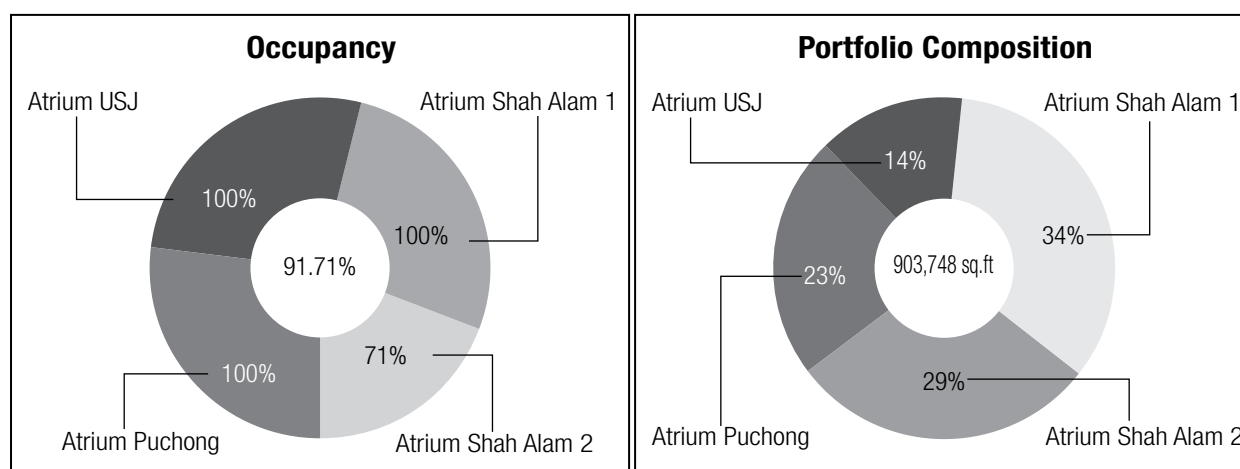 Occupancy
Atrium USJ
Atrium Shah Alam 1
100%
100%
91.71%
71%
100%
Atrium Puchong
Atrium Shah Alam 2
Portfolio Composition
Atrium USJ
Atrium Shah Alam 1
14%
34%
903,748 sq.ft
23%
29%
Atrium Puchong
Atrium Shah Alam 2